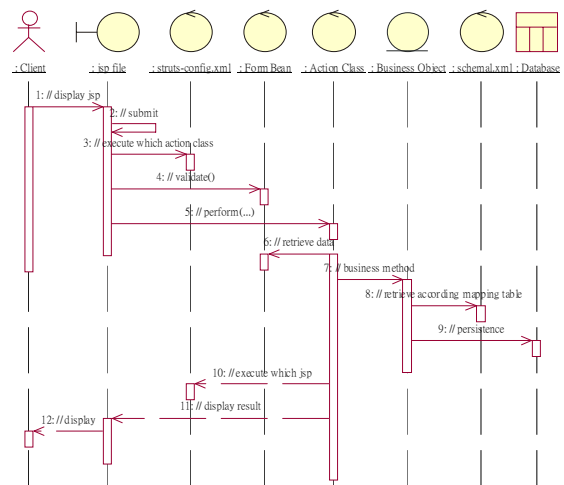 : Client
: jsp file
: struts-config.xml
: Form Bean
: Action Class
: Business Object
: schemal.xml
: Database
1: // display jsp
2: // submit
3: // execute which action class
4: // validate()
5: // perform(...)
6: // retrieve data
7: // business method
8: // retrieve according mapping table
9: // persistence
10: // execute which jsp
11: // display result
12: // display